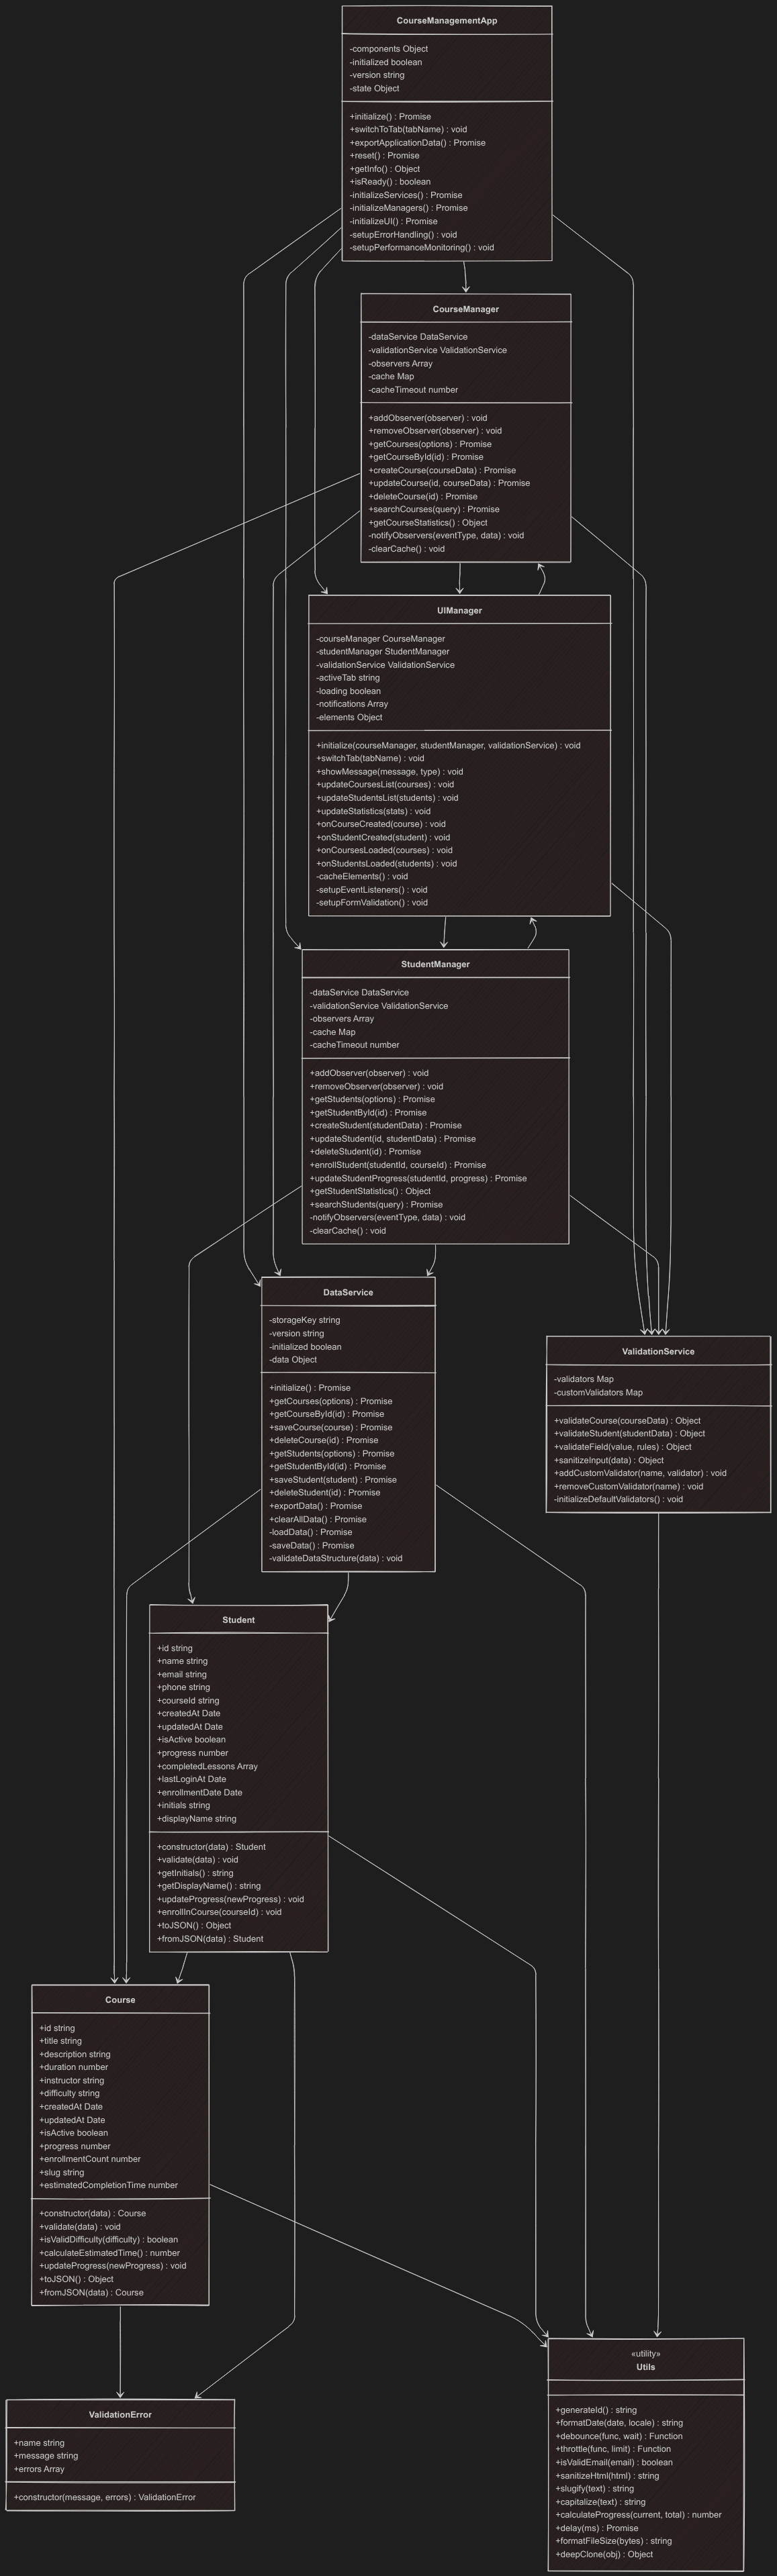 CourseManagementApp
-components Object
-initialized boolean
-version string
-state Object
+initialize() : Promise
+switchToTab(tabName) : void
+exportApplicationData() : Promise
+reset() : Promise
+getInfo() : Object
+isReady() : boolean
-initializeServices() : Promise
-initializeManagers() : Promise
-initializeUI() : Promise
-setupErrorHandling() : void
-setupPerformanceMonitoring() : void
CourseManager
-dataService DataService
-validationService ValidationService
-observers Array
-cache Map
-cacheTimeout number
+addObserver(observer) : void
+removeObserver(observer) : void
+getCourses(options) : Promise
+getCourseById(id) : Promise
+createCourse(courseData) : Promise
+updateCourse(id, courseData) : Promise
+deleteCourse(id) : Promise
+searchCourses(query) : Promise
+getCourseStatistics() : Object
-notifyObservers(eventType, data) : void
-clearCache() : void
UIManager
-courseManager CourseManager
-studentManager StudentManager
-validationService ValidationService
-activeTab string
-loading boolean
-notifications Array
-elements Object
+initialize(courseManager, studentManager, validationService) : void
+switchTab(tabName) : void
+showMessage(message, type) : void
+updateCoursesList(courses) : void
+updateStudentsList(students) : void
+updateStatistics(stats) : void
+onCourseCreated(course) : void
+onStudentCreated(student) : void
+onCoursesLoaded(courses) : void
+onStudentsLoaded(students) : void
-cacheElements() : void
-setupEventListeners() : void
-setupFormValidation() : void
StudentManager
-dataService DataService
-validationService ValidationService
-observers Array
-cache Map
-cacheTimeout number
+addObserver(observer) : void
+removeObserver(observer) : void
+getStudents(options) : Promise
+getStudentById(id) : Promise
+createStudent(studentData) : Promise
+updateStudent(id, studentData) : Promise
+deleteStudent(id) : Promise
+enrollStudent(studentId, courseId) : Promise
+updateStudentProgress(studentId, progress) : Promise
+getStudentStatistics() : Object
+searchStudents(query) : Promise
-notifyObservers(eventType, data) : void
-clearCache() : void
DataService
-storageKey string
-version string
-initialized boolean
-data Object
+initialize() : Promise
+getCourses(options) : Promise
+getCourseById(id) : Promise
+saveCourse(course) : Promise
+deleteCourse(id) : Promise
+getStudents(options) : Promise
+getStudentById(id) : Promise
+saveStudent(student) : Promise
+deleteStudent(id) : Promise
+exportData() : Promise
+clearAllData() : Promise
-loadData() : Promise
-saveData() : Promise
-validateDataStructure(data) : void
ValidationService
-validators Map
-customValidators Map
+validateCourse(courseData) : Object
+validateStudent(studentData) : Object
+validateField(value, rules) : Object
+sanitizeInput(data) : Object
+addCustomValidator(name, validator) : void
+removeCustomValidator(name) : void
-initializeDefaultValidators() : void
Student
+id string
+name string
+email string
+phone string
+courseId string
+createdAt Date
+updatedAt Date
+isActive boolean
+progress number
+completedLessons Array
+lastLoginAt Date
+enrollmentDate Date
+initials string
+displayName string
+constructor(data) : Student
+validate(data) : void
+getInitials() : string
+getDisplayName() : string
+updateProgress(newProgress) : void
+enrollInCourse(courseId) : void
+toJSON() : Object
+fromJSON(data) : Student
Course
+id string
+title string
+description string
+duration number
+instructor string
+difficulty string
+createdAt Date
+updatedAt Date
+isActive boolean
+progress number
+enrollmentCount number
+slug string
+estimatedCompletionTime number
+constructor(data) : Course
+validate(data) : void
+isValidDifficulty(difficulty) : boolean
+calculateEstimatedTime() : number
+updateProgress(newProgress) : void
+toJSON() : Object
+fromJSON(data) : Course
ValidationError
+name string
+message string
+errors Array
+constructor(message, errors) : ValidationError
«utility»
Utils
+generateId() : string
+formatDate(date, locale) : string
+debounce(func, wait) : Function
+throttle(func, limit) : Function
+isValidEmail(email) : boolean
+sanitizeHtml(html) : string
+slugify(text) : string
+capitalize(text) : string
+calculateProgress(current, total) : number
+delay(ms) : Promise
+formatFileSize(bytes) : string
+deepClone(obj) : Object